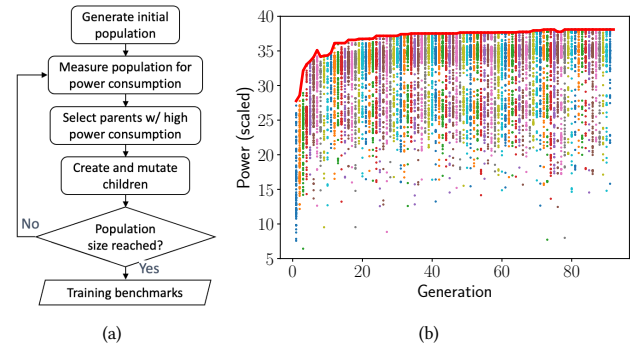 Generate initial
population
Measure population for
power consumption
Select parents w/ high
power consumption
Create and mutate
children
No
Population
size reached?
Yes
Training benchmarks
(a)
Power (scaled)
40
35
30
25
20
15
10
5
0
20
40
60
80
Generation
(b)